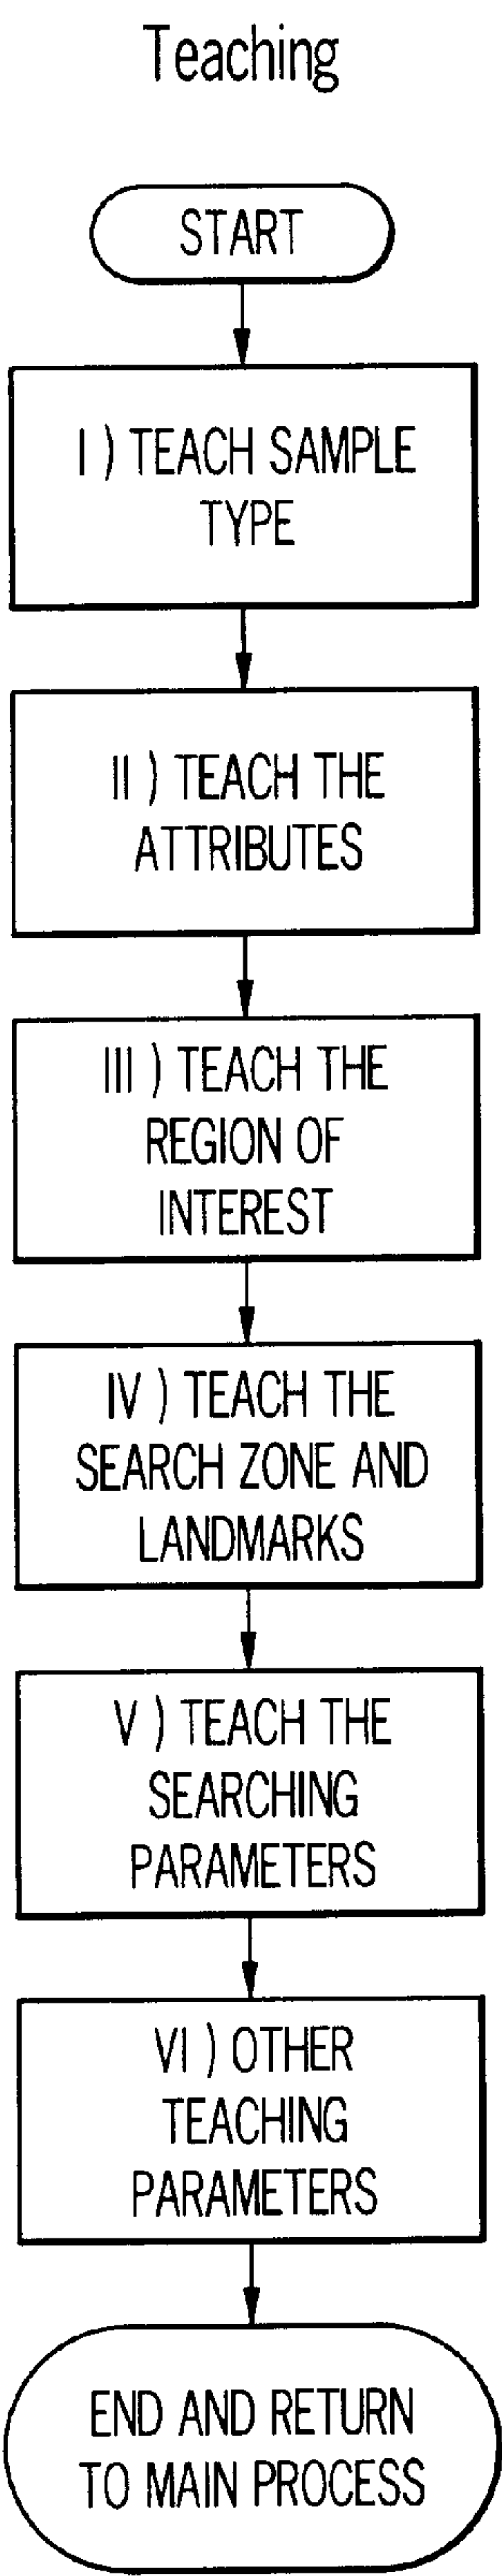 Teaching
START
I ) TEACH SAMPLE
TYPE
II ) TEACH THE
ATTRIBUTES
III ) TEACH THE
REGION OF
INTEREST
IV ) TEACH THE
SEARCH ZONE AND
LANDMARKS
V ) TEACH THE
SEARCHING
PARAMETERS
VI ) OTHER
TEACHING
PARAMETERS
END AND RETURN
TO MAIN PROCESS